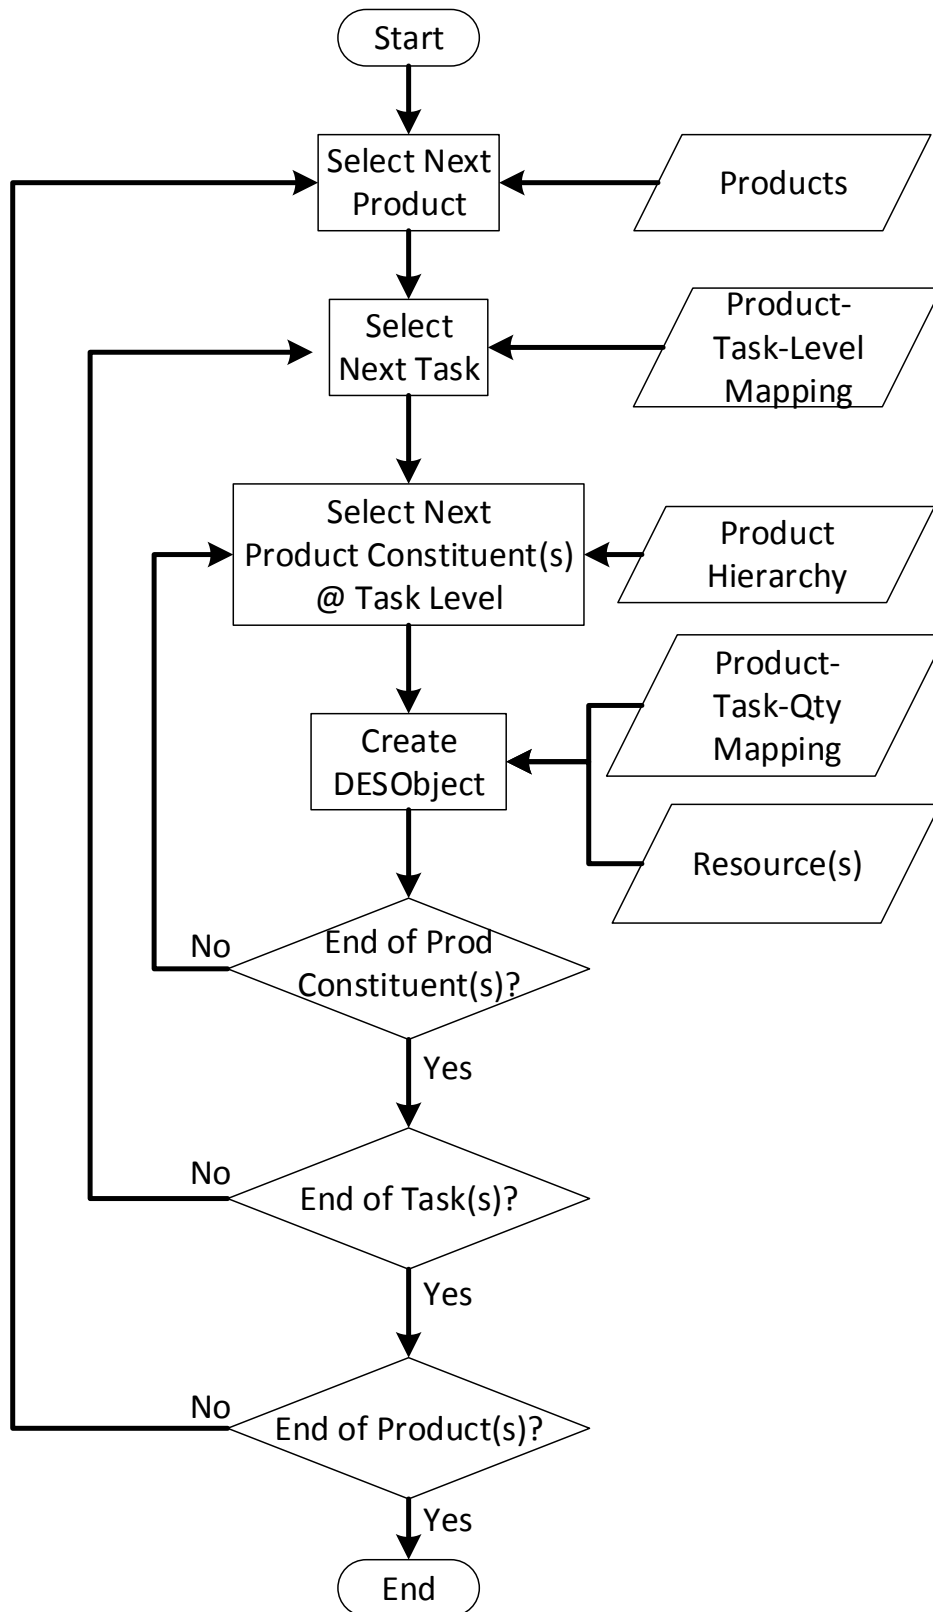 Start
Select Next
Product
Products
Select
Next Task
Product-
Task-Level
Mapping
Select Next
Product Constituent(s)
@ Task Level
Product
Hierarchy
Create
DESObject
Product-
Task-Qty
Mapping
Resource(s)
No
End of Prod
Constituent(s)?
Yes
No
End of Task(s)?
Yes
No
End of Product(s)?
Yes
End